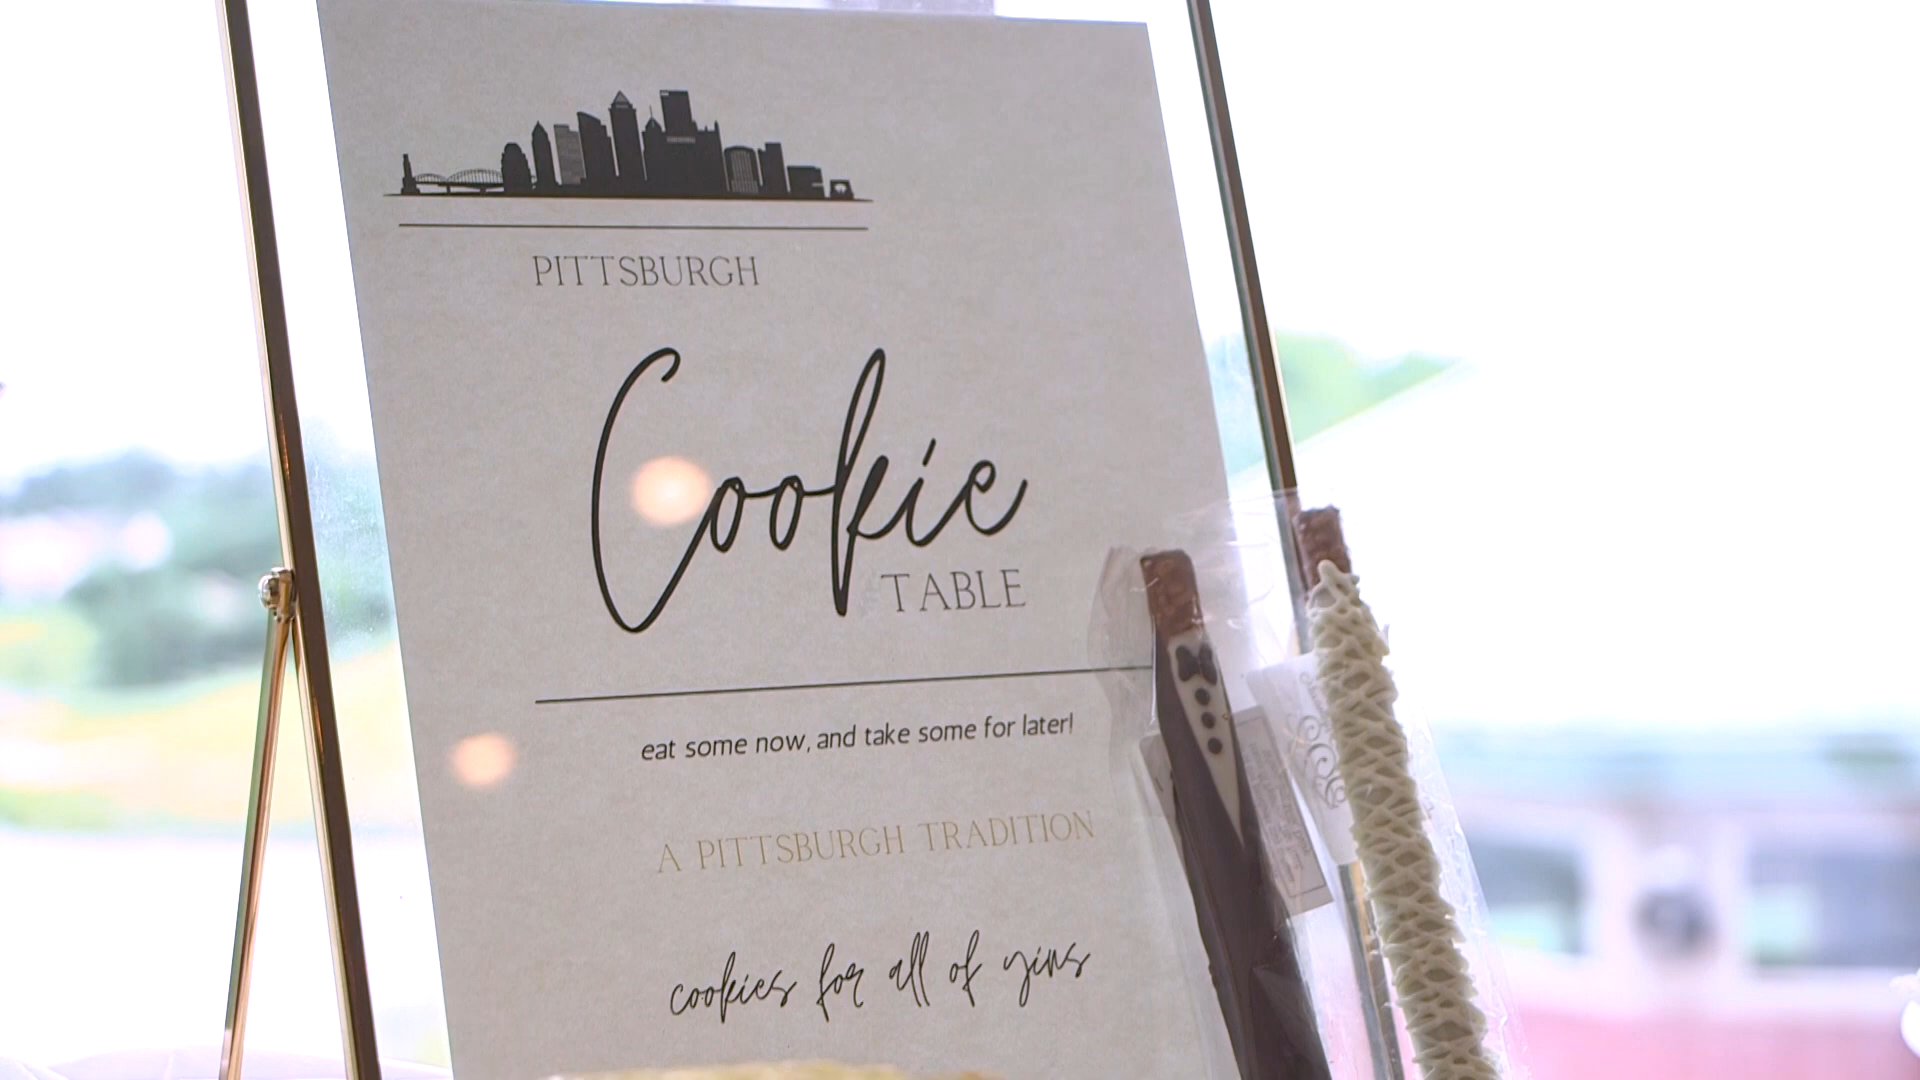 PITTSBURGH
Cookie
TABLE
eat some now, and take some for later!
A PITTSBURGH TRADITION
cookies for all of yins